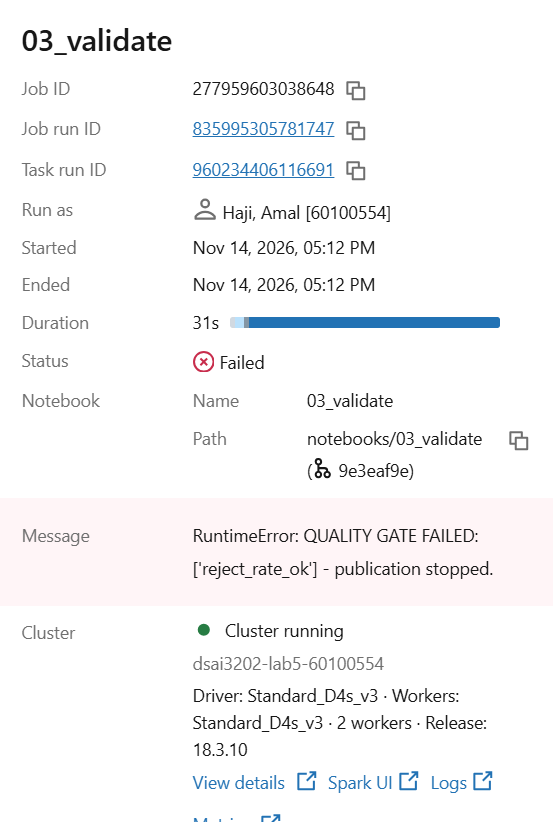 03_validate
Job ID 277959603038648
Job run ID 835995305781747
Task run ID 960234406116691
Run as Haji, Amal [60100554]
Started Nov 14, 2026, 05:12 PM
Ended Nov 14, 2026, 05:12 PM
Duration 31s
Status Failed
Notebook Name 03_validate
Path notebooks/03_validate
( 9e3eaf9e)
Message RuntimeError: QUALITY GATE FAILED:
['reject_rate_ok'] - publication stopped.
Cluster Cluster running
dsai3202-lab5-60100554
Driver: Standard_D4s_v3 · Workers:
Standard_D4s_v3 · 2 workers · Release:
18.3.10
View details Spark UI Logs